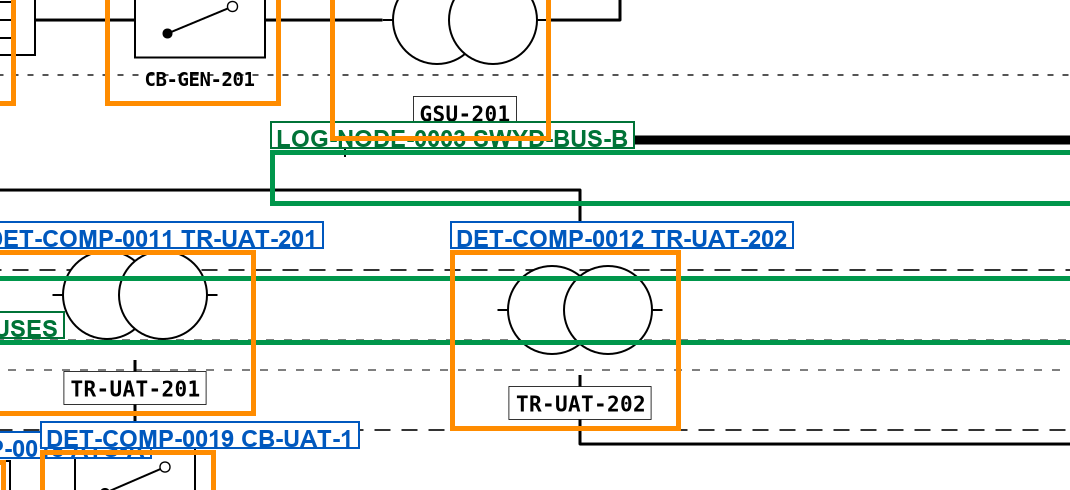 CB-GEN-201
GSU-201
LOG-NODE-0003 SWYD-BUS-B
DET-COMP-0011 TR-UAT-201
DET-COMP-0012 TR-UAT-202
USES
TR-UAT-201
TR-UAT-202
DET-COMP-0019 CB-UAT-1
P-00